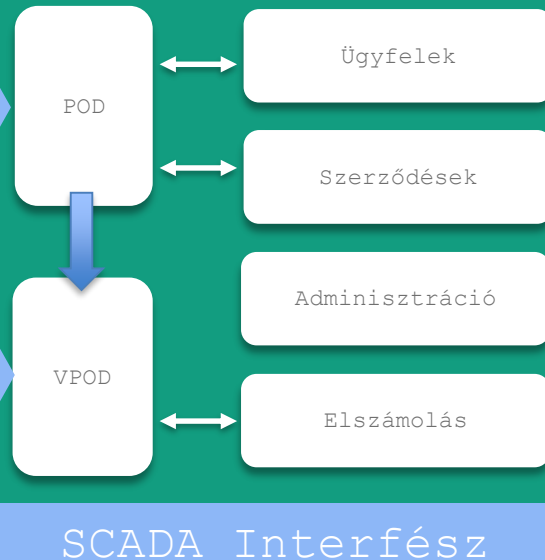 POD
Ügyfelek
Szerződések
Adminisztráció
VPOD
Elszámolás
SCADA Interfész